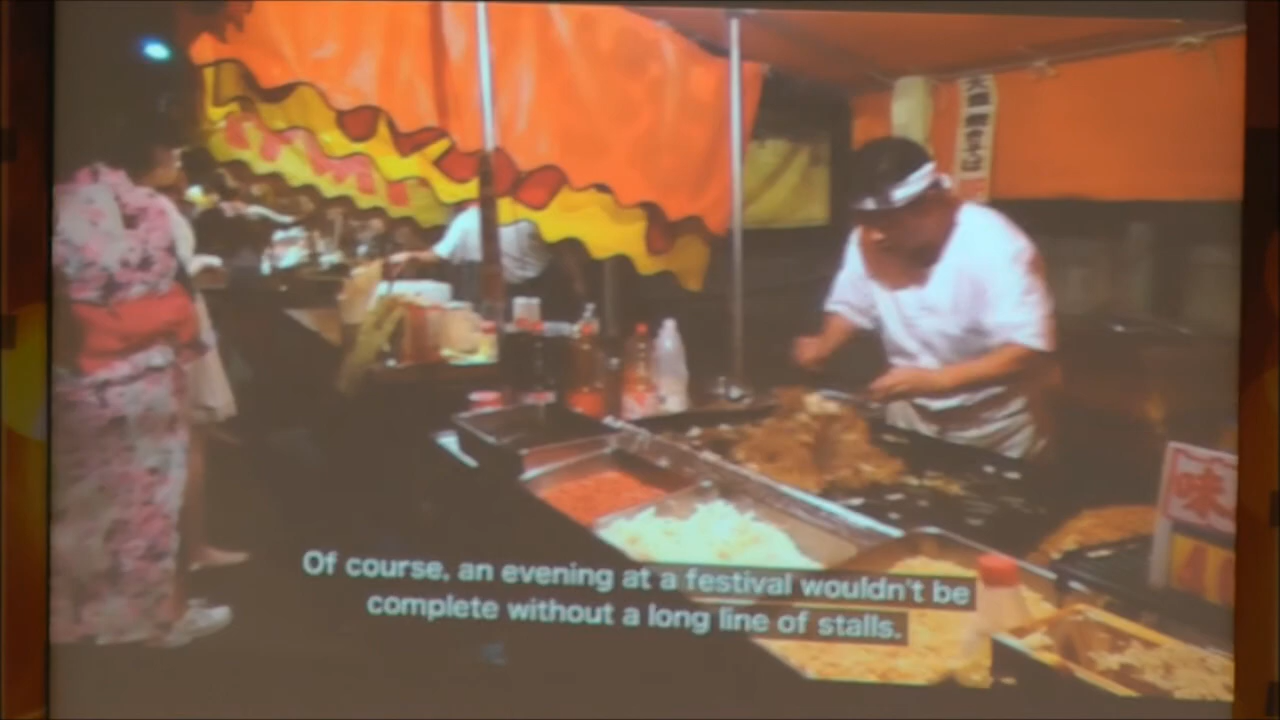 味
Of course, an evening at a festival wouldn't be
complete without a long line of stalls.